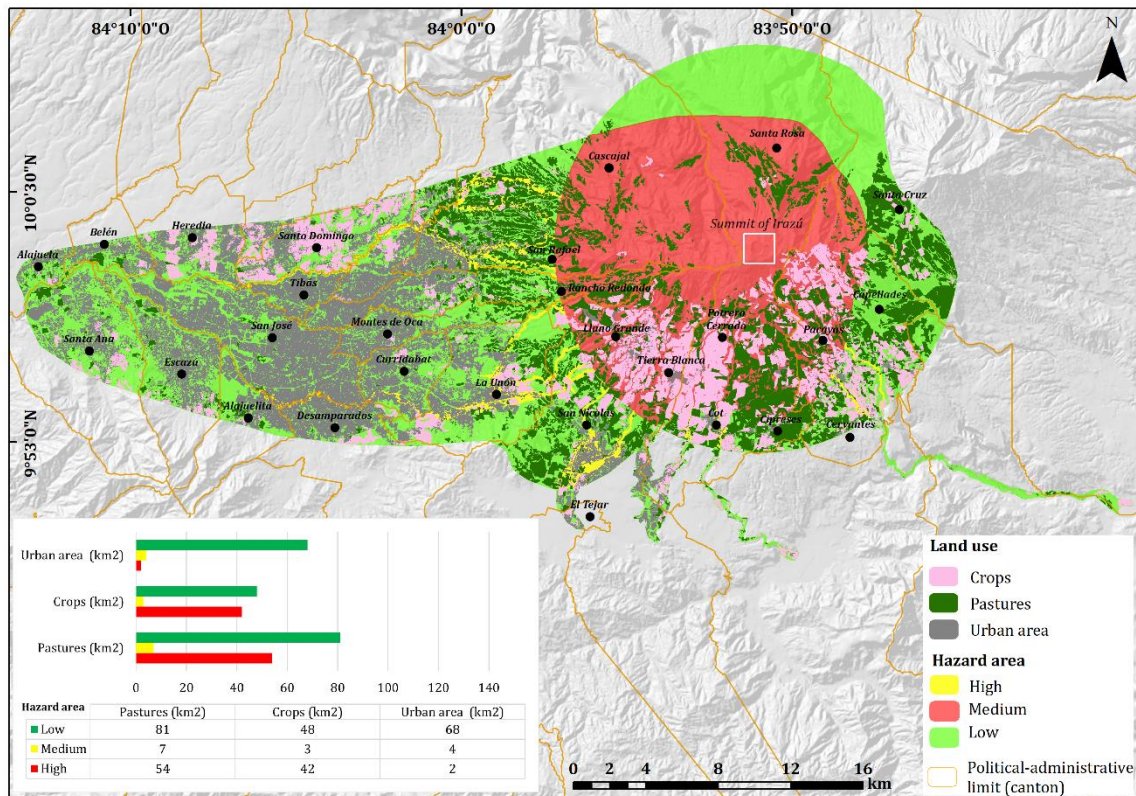 84°10'0"O
84°0'0"O
83°50'0"O
N
10°0'30"N
9°53'0"N
Santa Rosa
Cascajal
Santa Cruz
Summit of Irazú
Heredia
Belén
Santo Domingo
Alajuela
San Rafael
Rancho Redondo
Tibás
Capellades
San José
Montes de Oca
Llano Grande
Potrero
Cerrado
Pacayas
Santa Ana
Escazú
Curridabat
Tierra Blanca
La Unón
Alajuelita
Desamparados
San Nicolas
Cot
Cipreses
Cervantes
El Tejar
Urban area (km2)
Crops (km2)
Pastures (km2)
0 20 40 60 80 100 120 140
Hazard area Pastures (km2) Crops (km2) Urban area (km2)
Low 81 48 68
Medium 7 3 4
High 54 42 2
Land use
Crops
Pastures
Urban area
Hazard area
High
Medium
Low
Political-administrative
limit (canton)
0 2 4 8 12 16
km